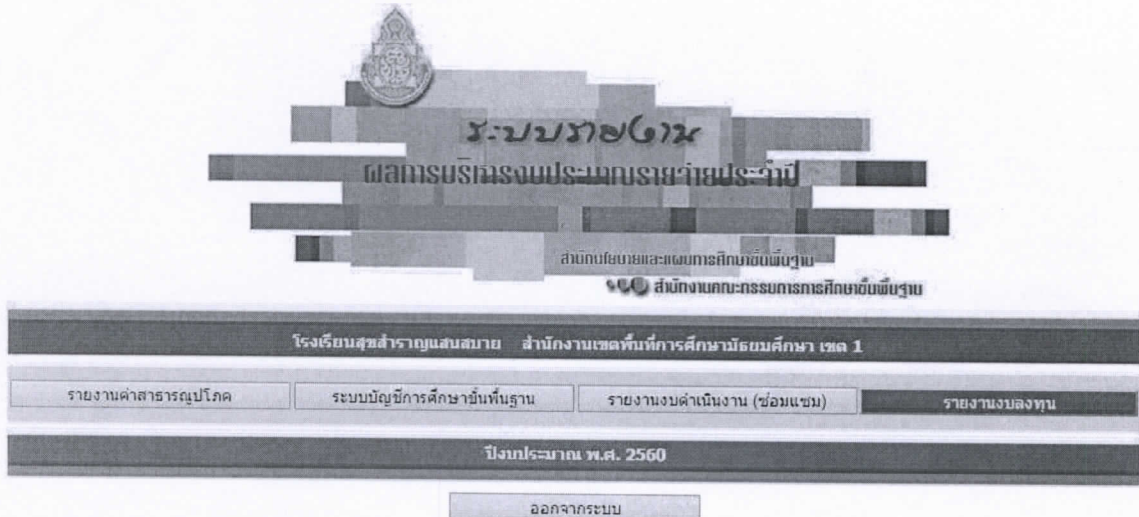 ระบบรายงาน
ผลการบริหารงบประมาณรายจ่ายประจำปี
สำนักนโยบายและแผนการศึกษาขั้นพื้นฐาน
สำนักงานคณะกรรมการการศึกษาขั้นพื้นฐาน
โรงเรียนสุขสำราญแสนสบาย สำนักงานเขตพื้นที่การศึกษามัธยมศึกษา เขต 1
รายงานค่าสาธารณูปโภค ระบบบัญชีการศึกษาขั้นพื้นฐาน รายงานงบดำเนินงาน (ซ่อมแซม) รายงานงบลงทุน
ปีงบประมาณ พ.ศ. 2560
ออกจากระบบ